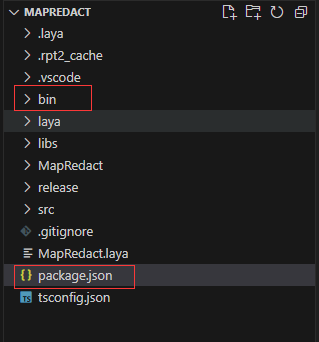 MAPREDACT
.laya
.rpt2_cache
.vscode
bin
laya
libs
MapRedact
release
src
.gitignore
MapRedact.laya
{} package.json
TS tsconfig.json